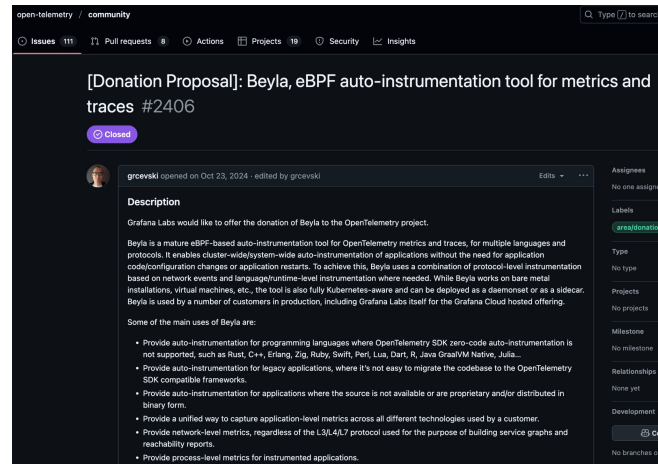 open-telemetry / community
Type / to searc
Issues 111 Pull requests 8 Actions Projects 19 Security Insights
[Donation Proposal]: Beyla, eBPF auto-instrumentation tool for metrics and
traces #2406
Closed
grcevski opened on Oct 23, 2024 · edited by grcevski
Edits
Description
Grafana Labs would like to offer the donation of Beyla to the OpenTelemetry project.
Beyla is a mature eBPF-based auto-instrumentation tool for OpenTelemetry metrics and traces, for multiple languages and
protocols. It enables cluster-wide/system-wide auto-instrumentation of applications without the need for application
code/configuration changes or application restarts. To achieve this, Beyla uses a combination of protocol-level instrumentation
based on network events and language/runtime-level instrumentation where needed. While Beyla works on bare metal
installations, virtual machines, etc., the tool is also fully Kubernetes-aware and can be deployed as a daemonset or as a sidecar.
Beyla is used by a number of customers in production, including Grafana Labs itself for the Grafana Cloud hosted offering.
Some of the main uses of Beyla are:
• Provide auto-instrumentation for programming languages where OpenTelemetry SDK zero-code auto-instrumentation is
not supported, such as Rust, C++, Erlang, Zig, Ruby, Swift, Perl, Lua, Dart, R, Java GraalVM Native, Julia...
• Provide auto-instrumentation for legacy applications, where it's not easy to migrate the codebase to the OpenTelemetry
SDK compatible frameworks.
• Provide auto-instrumentation for applications where the source is not available or are proprietary and/or distributed in
binary form.
• Provide a unified way to capture application-level metrics across all different technologies used by a customer.
• Provide network-level metrics, regardless of the L3/L4/L7 protocol used for the purpose of building service graphs and
reachability reports.
• Provide process-level metrics for instrumented applications.
Assignees
No one assigne
Labels
area/donatio
Type
No type
Projects
No projects
Milestone
No milestone
Relationships
None yet
Development
No branches o